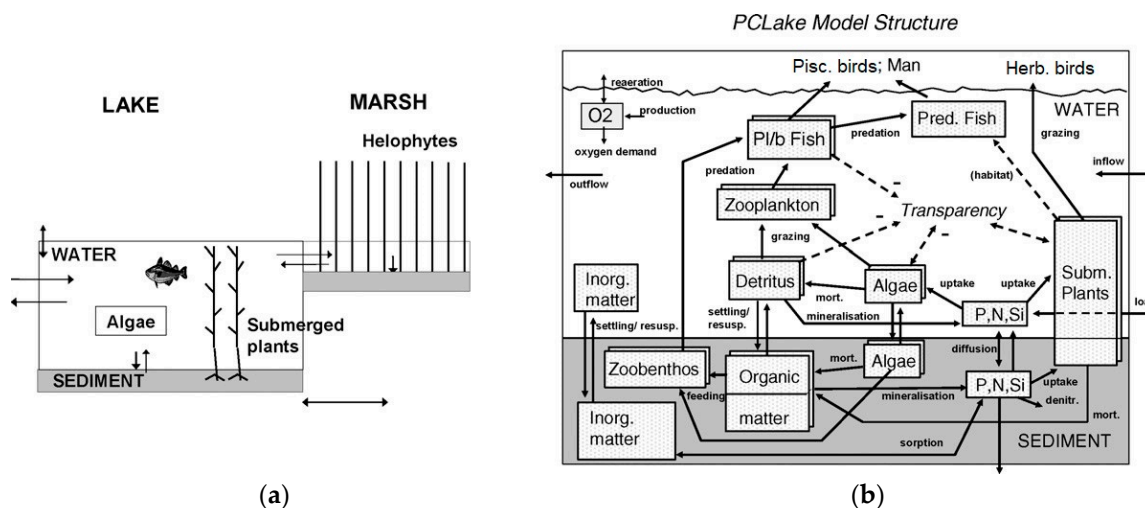 LAKE
MARSH
Helophytes
WATER
Algae
Submerged
plants
SEDIMENT
(a)
PCLake Model Structure
Pisc. birds; Man
Herb. birds
reaeration
WATER
O2
production
oxygen demand
Pl/b Fish
predation
Pred. Fish
grazing
predation
outflow
(habitat)
inflow
Zooplankton
-
-
Transparency
grazing
-
Inorg.
matter
Detritus
Algae
uptake
uptake
Subm.
Plants
mort.
P,N,Si
loa
settling/
resusp.
mineralisation
settling/ resusp.
diffusion
Zoobenthos
Organic
matter
mort.
Algae
P,N,Si
uptake
feeding
mineralisation
denitr.
Inorg.
matter
mort.
sorption
SEDIMENT
(b)